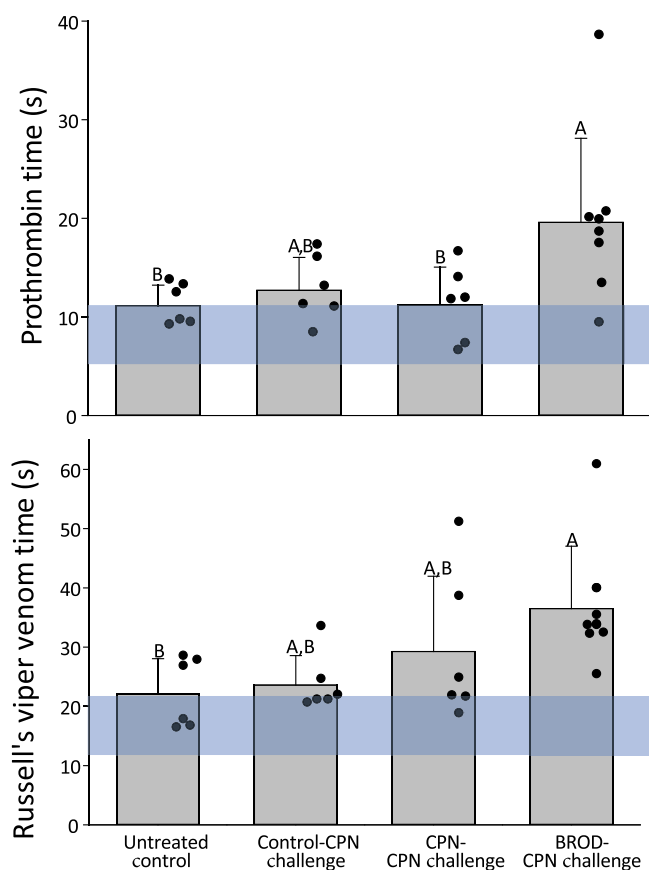 40
30
20
10
0
Prothrombin time (s)
B
A,B
B
A
60
50
40
30
20
10
0
Russell's viper venom time (s)
B
A,B
A,B
A
Untreated control
Control-CPN challenge
CPN-
CPN challenge
BROD-
CPN challenge